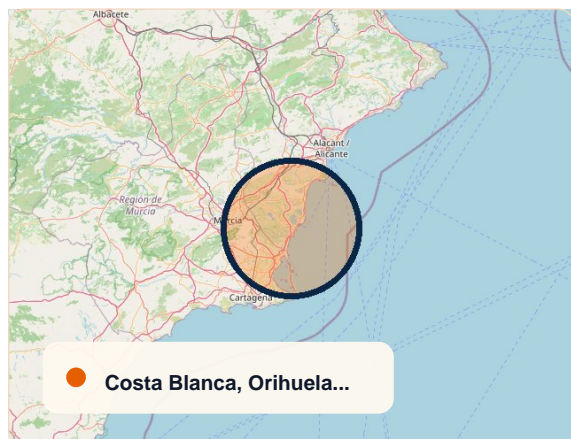 Albacete
Alacant /
Alicante
Región de
Murcia
Murcia
Cartagena
Costa Blanca, Orihuela...